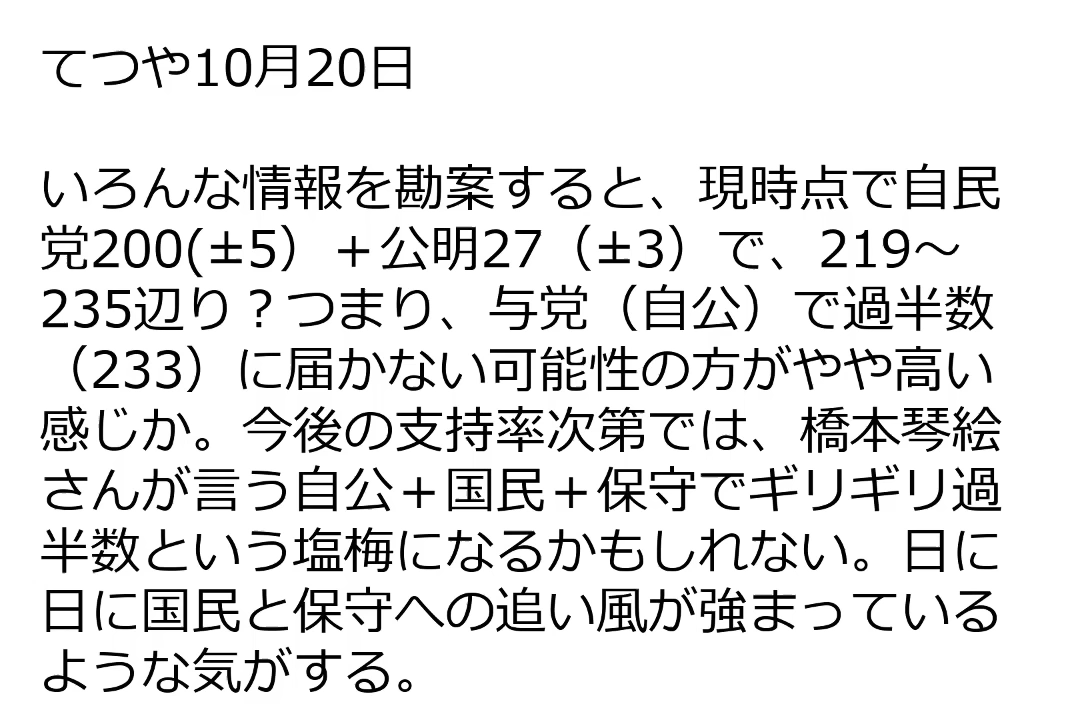 てつや10月20日
いろんな情報を勘案すると、現時点で自民
党200(±5）＋公明27（±3）で、219～
235辺り？つまり、与党（自公）で過半数
（233）に届かない可能性の方がやや高い
感じか。今後の支持率次第では、橋本琴絵
さんが言う自公＋国民＋保守でギリギリ過
半数という塩梅になるかもしれない。日に
日に国民と保守への追い風が強まっている
ような気がする。